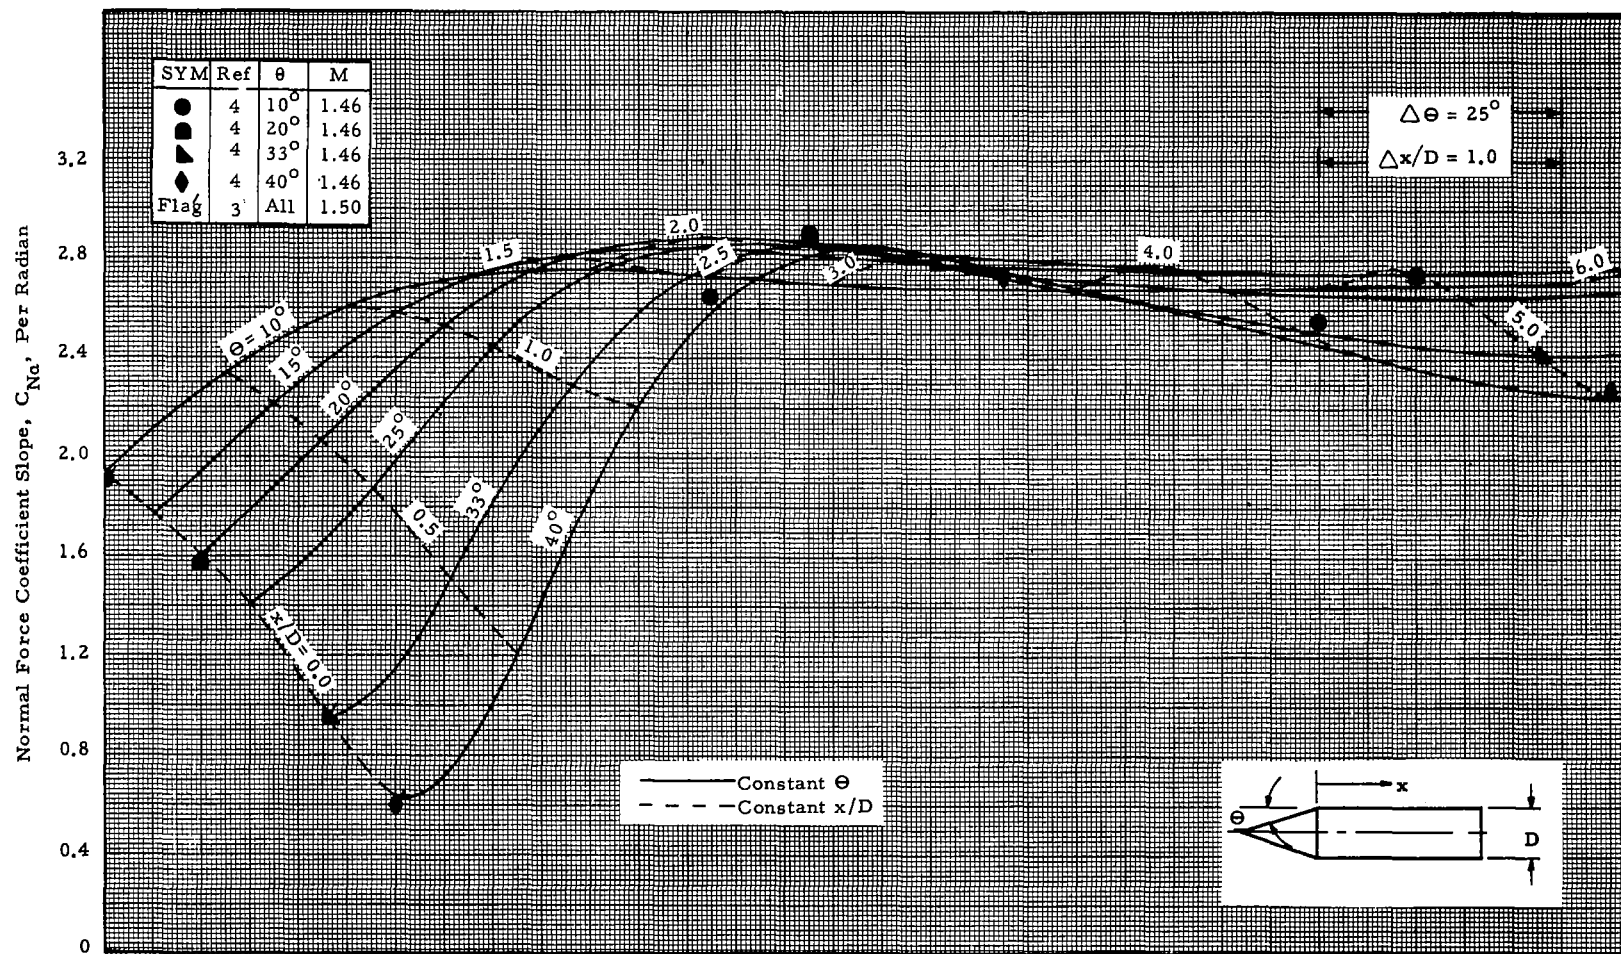 SYM Ref θ M
4 10° 1.46
4 20° 1.46
4 33° 1.46
4 40° 1.46
Flag 3 All 1.50
△Θ = 25°
△x/D = 1.0
3.2
2.8
2.4
2.0
1.6
1.2
0.8
0.4
0
Normal Force Coefficient Slope, CNα, Per Radian
1.5
2.0
2.5
3.0
4.0
6.0
5.0
Θ = 10°
15°
20°
25°
33°
40°
1.0
0.5
x/D = 0.0
Constant Θ
Constant x/D
x
Θ
D